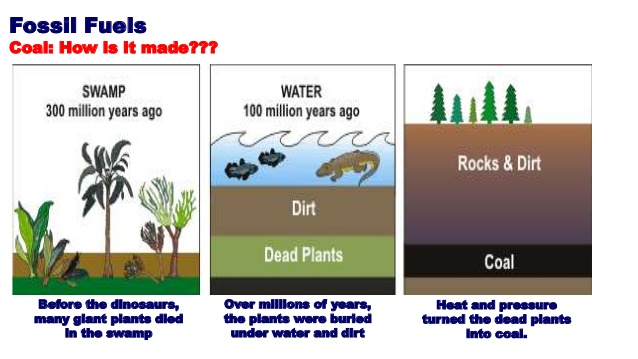 Fossil Fuels
Coal: How is it made???
SWAMP
300 million years ago
WATER
100 million years ago
Dirt
Dead Plants
Rocks & Dirt
Coal
Before the dinosaurs,
many giant plants died
in the swamp
Over millions of years,
the plants were buried
under water and dirt
Heat and pressure
turned the dead plants
into coal.